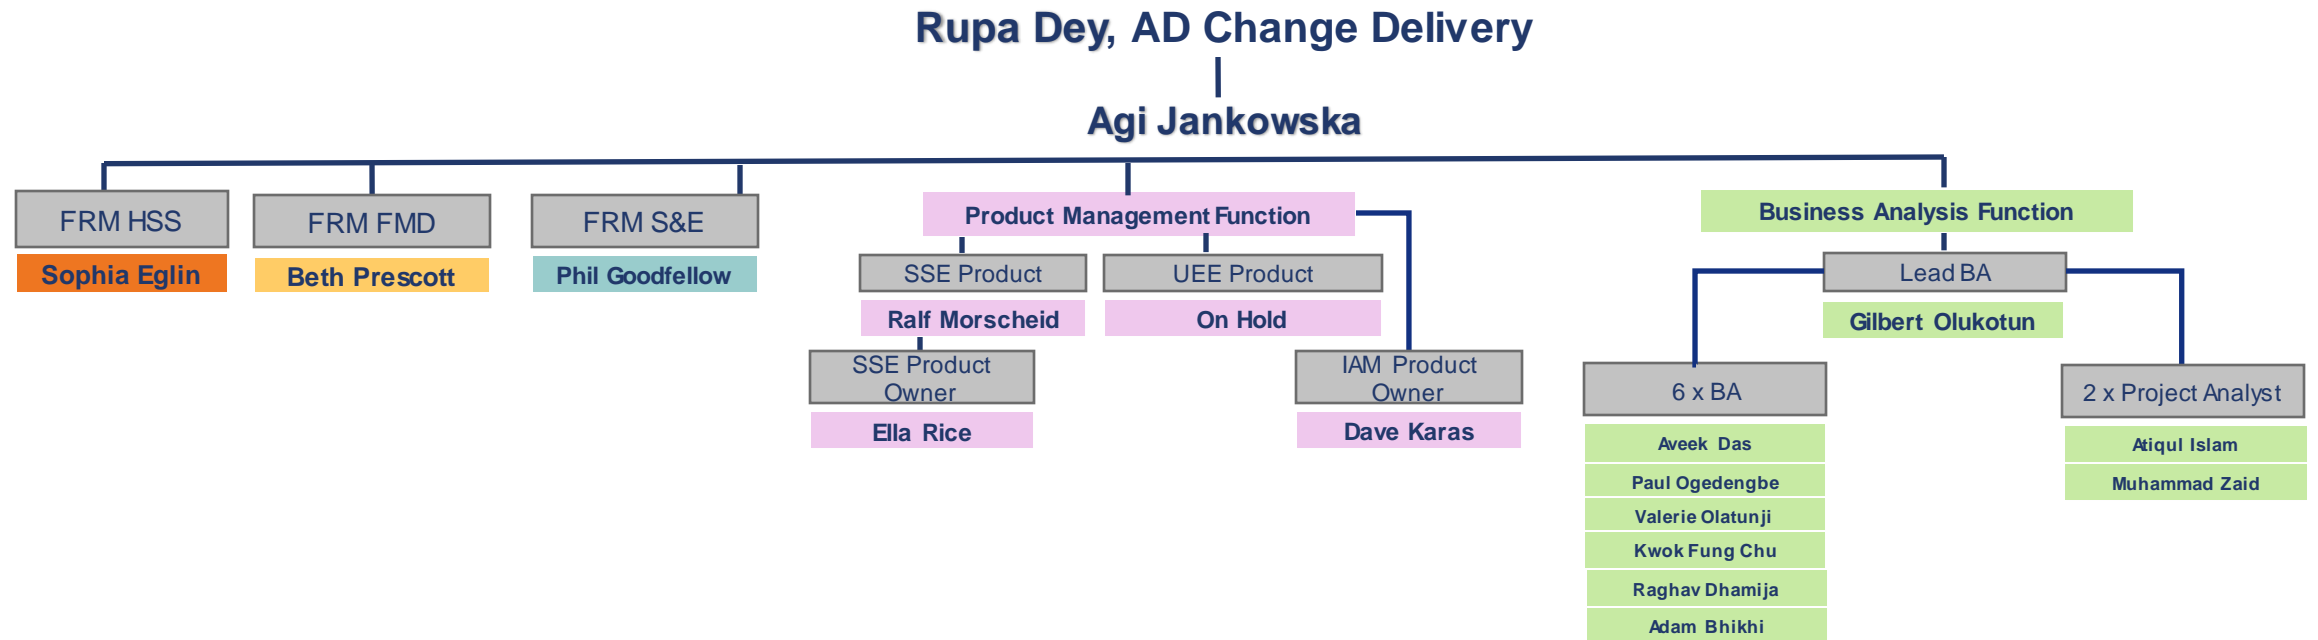 Rupa Dey, AD Change Delivery
Agi Jankowska
FRM HSS
Sophia Eglin
FRM FMD
Beth Prescott
FRM S&E
Phil Goodfellow
Product Management Function
SSE Product
Ralf Morscheid
SSE Product
Owner
Ella Rice
UEE Product
On Hold
IAM Product
Owner
Dave Karas
Business Analysis Function
Lead BA
Gilbert Olukotun
6 x BA
Aveek Das
Paul Ogedengbe
Valerie Olatunji
Kwok Fung Chu
Raghav Dhamija
Adam Bhikhi
2 x Project Analyst
Atiqul Islam
Muhammad Zaid